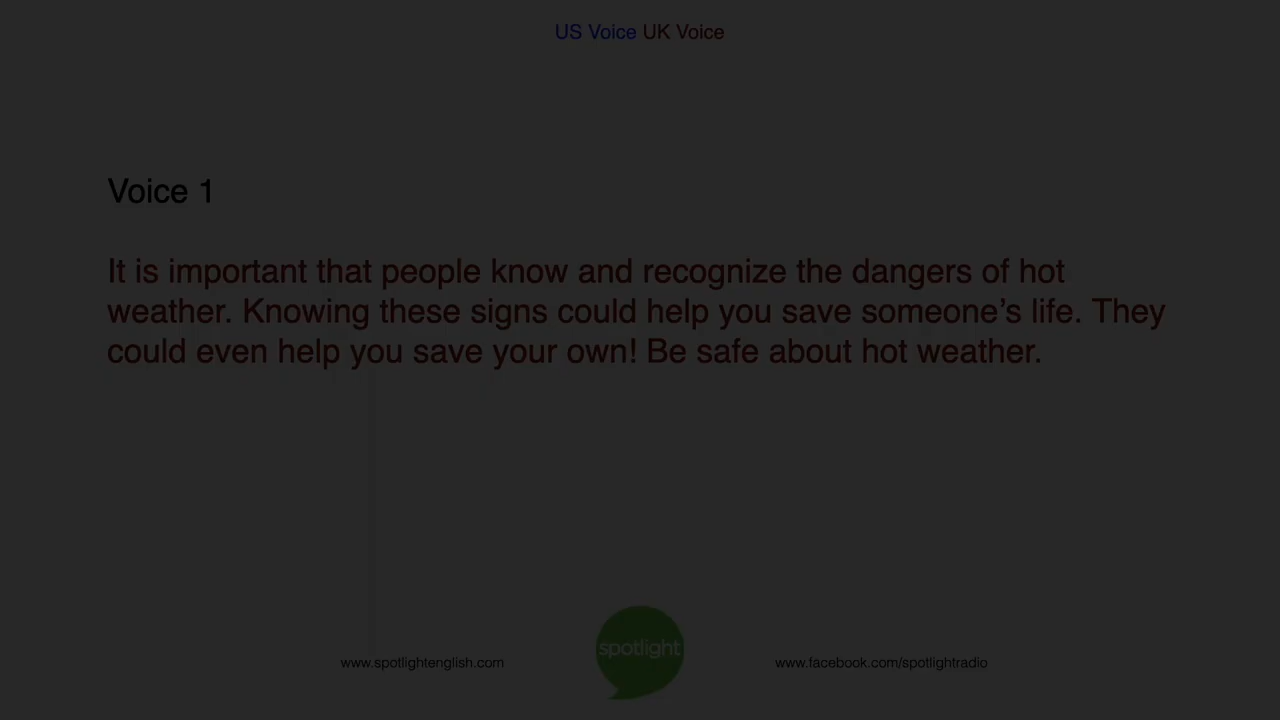 US Voice UK Voice
Voice 1
It is important that people know and recognize the dangers of hot
weather. Knowing these signs could help you save someone’s life. They
could even help you save your own! Be safe about hot weather.
spotlight
www.spotlightenglish.com
www.facebook.com/spotlightradio